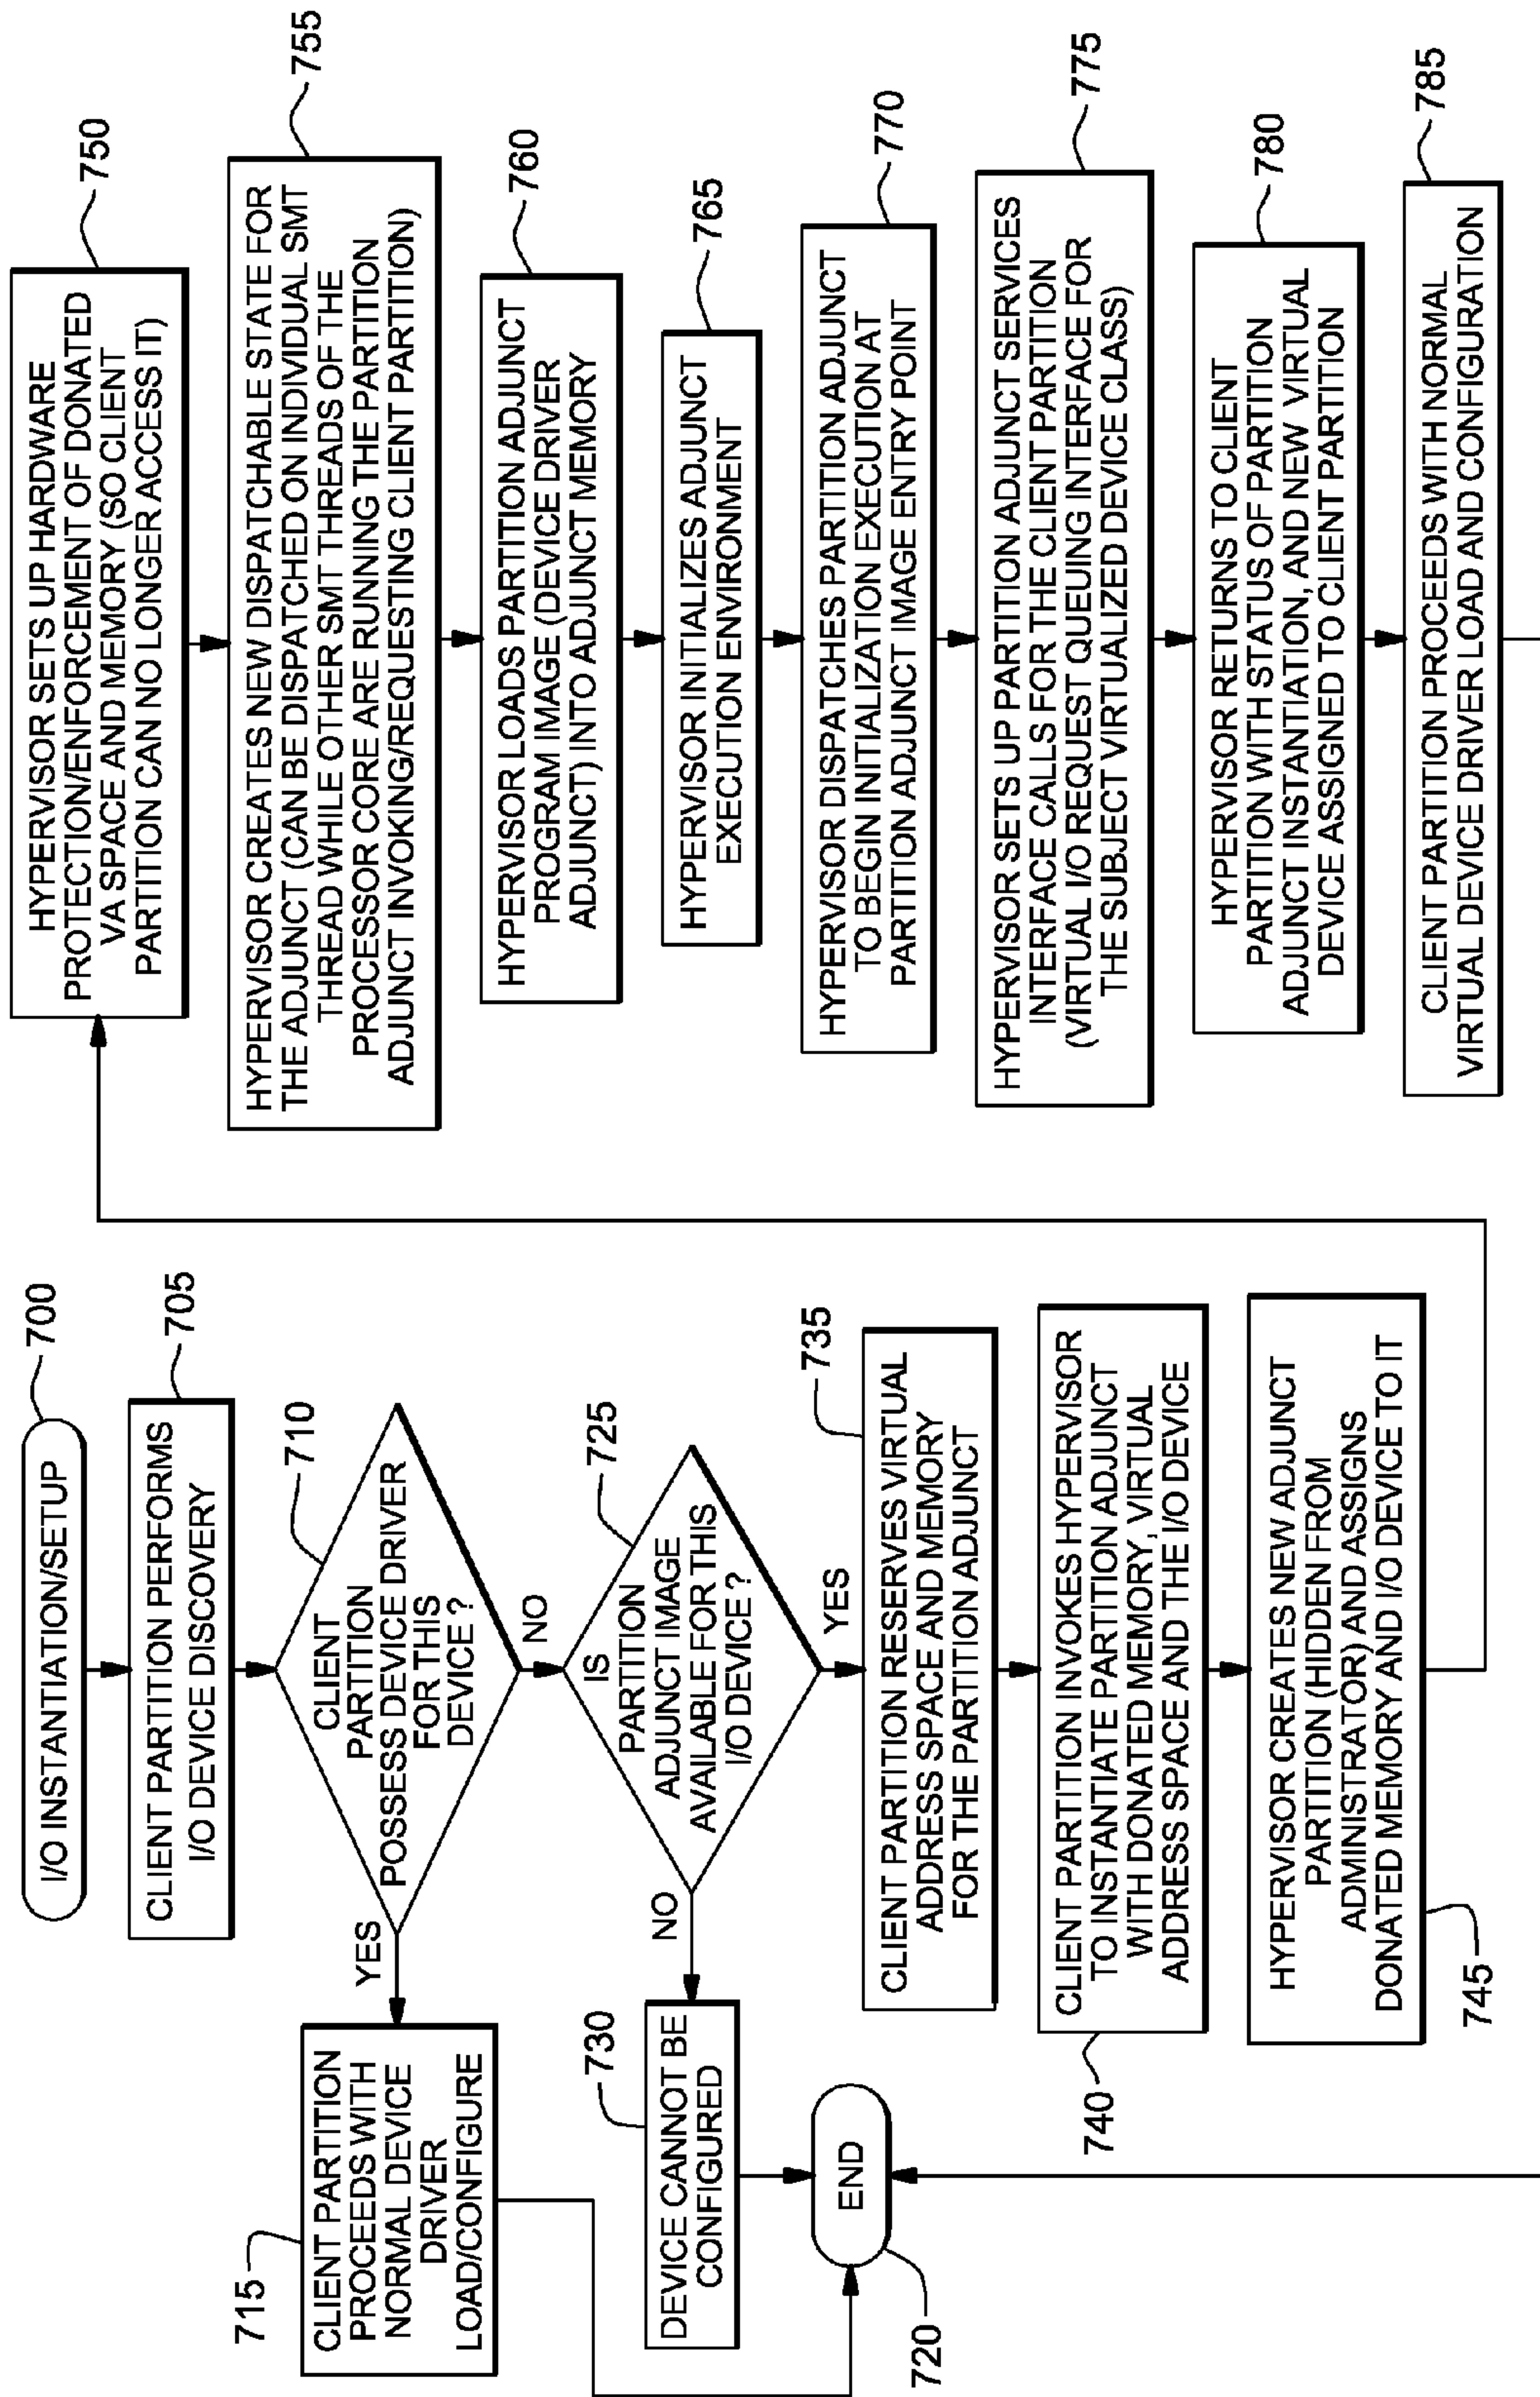 I/O INSTANTIATION/SETUP
700
CLIENT PARTITION PERFORMS
I/O DEVICE DISCOVERY
705
CLIENT
PARTITION
POSSESS DEVICE DRIVER
FOR THIS
DEVICE ?
710
YES
NO
CLIENT PARTITION
PROCEEDS WITH
NORMAL DEVICE
DRIVER
LOAD/CONFIGURE
715
IS
PARTITION
ADJUNCT IMAGE
AVAILABLE FOR THIS
I/O DEVICE ?
725
NO
YES
DEVICE CANNOT BE
CONFIGURED
730
END
720
CLIENT PARTITION RESERVES VIRTUAL
ADDRESS SPACE AND MEMORY
FOR THE PARTITION ADJUNCT
735
CLIENT PARTITION INVOKES HYPERVISOR
TO INSTANTIATE PARTITION ADJUNCT
WITH DONATED MEMORY, VIRTUAL
ADDRESS SPACE AND THE I/O DEVICE
740
HYPERVISOR CREATES NEW ADJUNCT
PARTITION (HIDDEN FROM
ADMINISTRATOR) AND ASSIGNS
DONATED MEMORY AND I/O DEVICE TO IT
745
HYPERVISOR SETS UP HARDWARE
PROTECTION/ENFORCEMENT OF DONATED
VA SPACE AND MEMORY (SO CLIENT
PARTITION CAN NO LONGER ACCESS IT)
750
HYPERVISOR CREATES NEW DISPATCHABLE STATE FOR
THE ADJUNCT (CAN BE DISPATCHED ON INDIVIDUAL SMT
THREAD WHILE OTHER SMT THREADS OF THE
PROCESSOR CORE ARE RUNNING THE PARTITION
ADJUNCT INVOKING/REQUESTING CLIENT PARTITION)
755
HYPERVISOR LOADS PARTITION ADJUNCT
PROGRAM IMAGE (DEVICE DRIVER
ADJUNCT) INTO ADJUNCT MEMORY
760
HYPERVISOR INITIALIZES ADJUNCT
EXECUTION ENVIRONMENT
765
HYPERVISOR DISPATCHES PARTITION ADJUNCT
TO BEGIN INITIALIZATION EXECUTION AT
PARTITION ADJUNCT IMAGE ENTRY POINT
770
HYPERVISOR SETS UP PARTITION ADJUNCT SERVICES
INTERFACE CALLS FOR THE CLIENT PARTITION
(VIRTUAL I/O REQUEST QUEUING INTERFACE FOR
THE SUBJECT VIRTUALIZED DEVICE CLASS)
775
HYPERVISOR RETURNS TO CLIENT
PARTITION WITH STATUS OF PARTITION
ADJUNCT INSTANTIATION, AND NEW VIRTUAL
DEVICE ASSIGNED TO CLIENT PARTITION
780
CLIENT PARTITION PROCEEDS WITH NORMAL
VIRTUAL DEVICE DRIVER LOAD AND CONFIGURATION
785